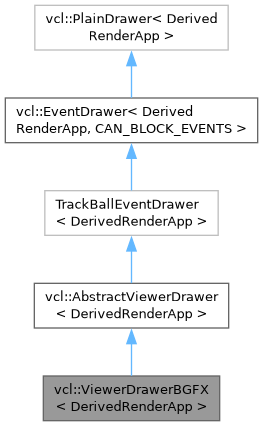 vcl::PlainDrawer< Derived
RenderApp >
vcl::EventDrawer< Derived
RenderApp, CAN_BLOCK_EVENTS >
TrackBallEventDrawer
< DerivedRenderApp >
vcl::AbstractViewerDrawer
< DerivedRenderApp >
vcl::ViewerDrawerBGFX
< DerivedRenderApp >